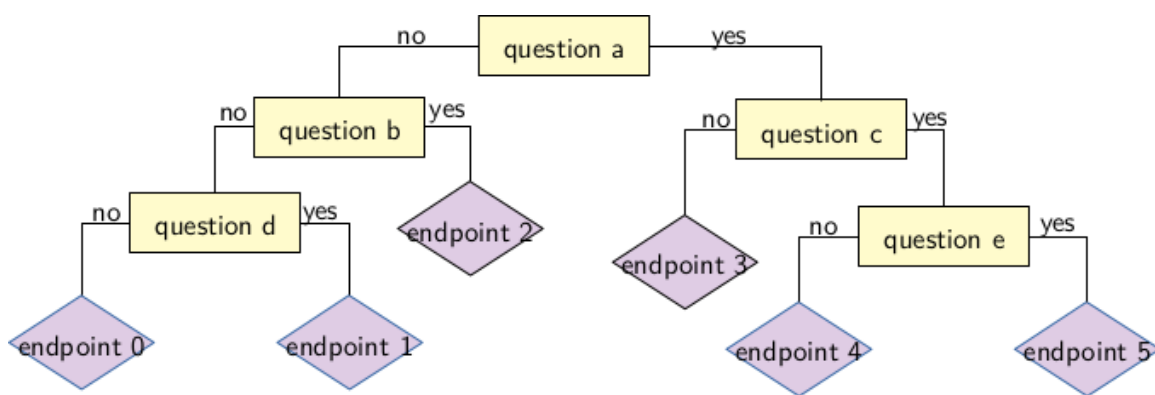 no
question a
yes
no
question b
yes
no
question c
yes
no
question d
yes
endpoint 2
endpoint 3
no
question e
yes
endpoint 0
endpoint 1
endpoint 4
endpoint 5